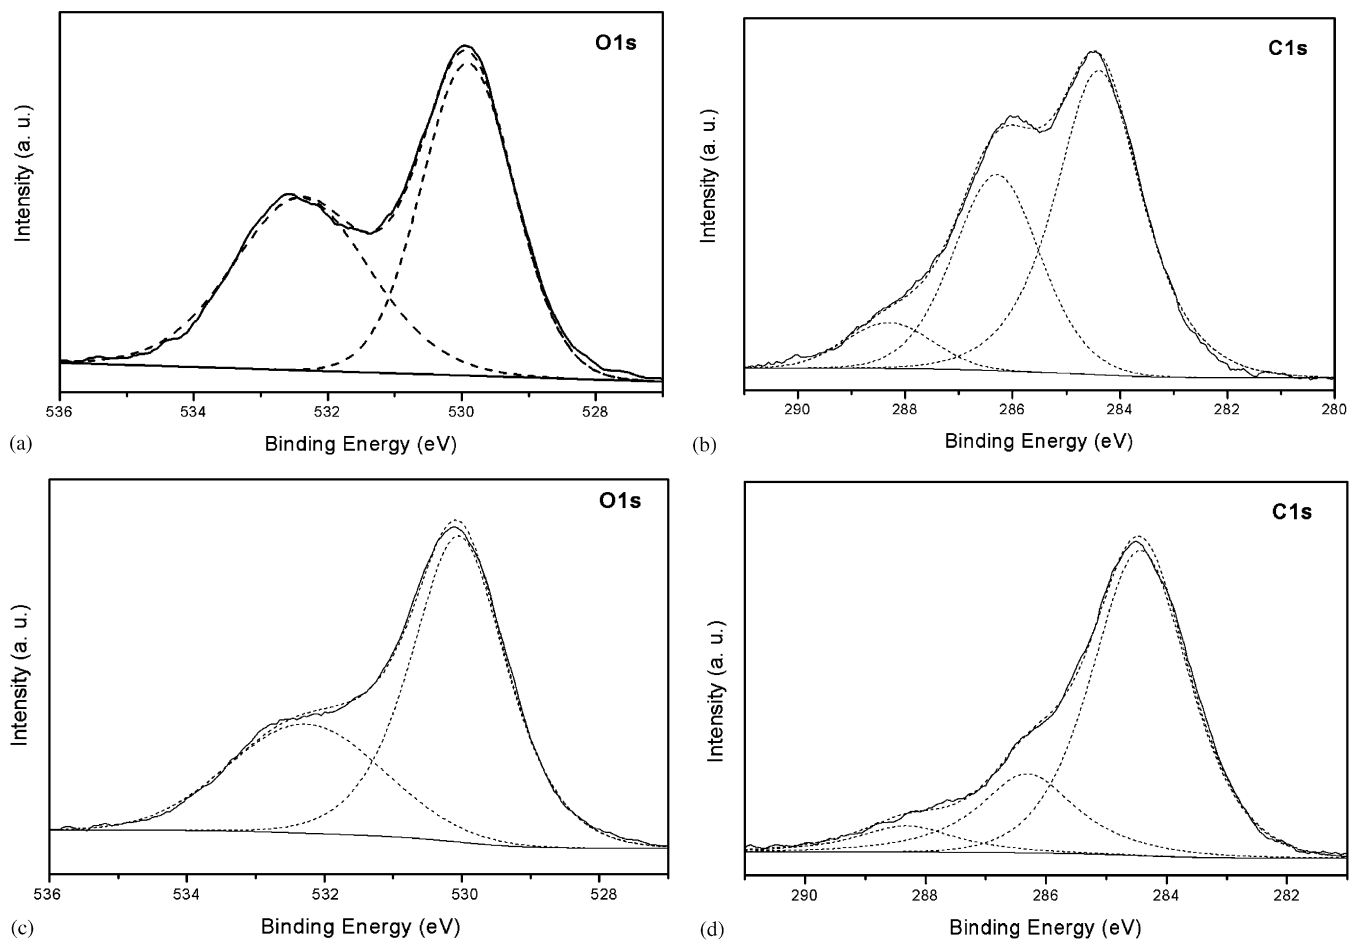 O1s
Intensity (a. u.)
536 534 532 530 528
Binding Energy (eV)
(a)
C1s
Intensity (a. u.)
290 288 286 284 282 280
Binding Energy (eV)
(b)
O1s
Intensity (a. u.)
536 534 532 530 528
Binding Energy (eV)
(c)
C1s
Intensity (a. u.)
290 288 286 284 282
Binding Energy (eV)
(d)